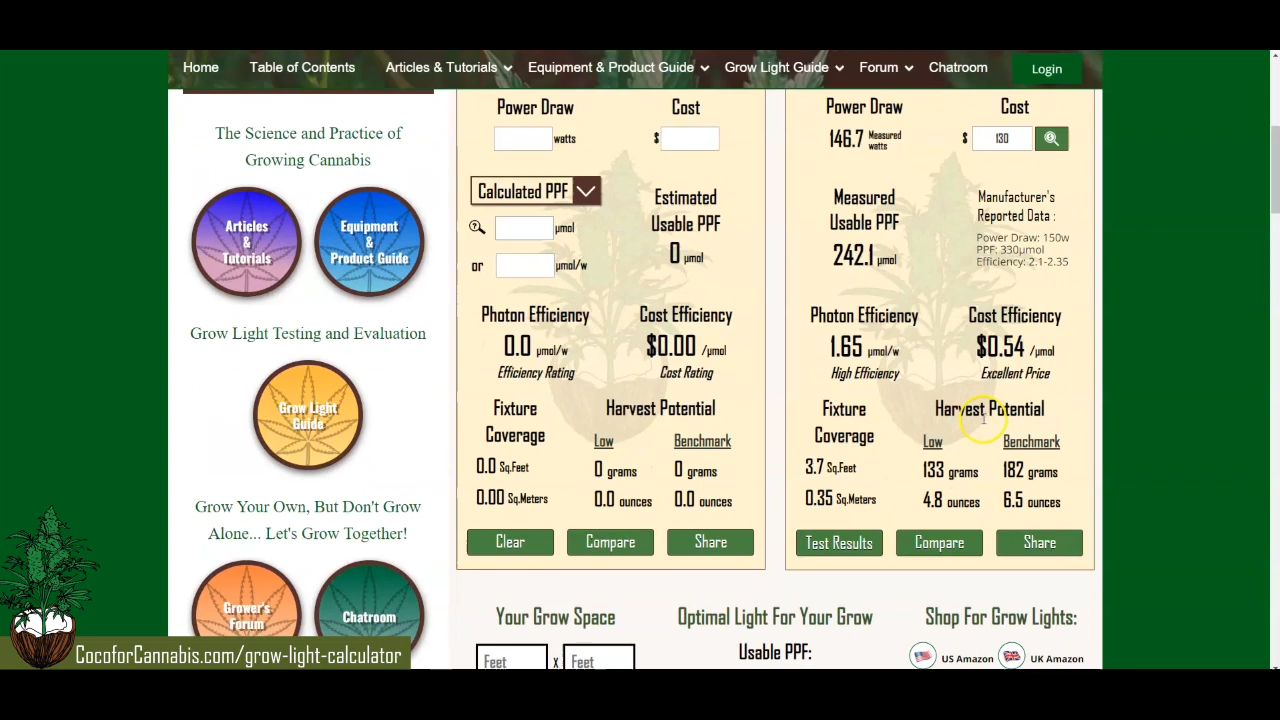 Home Table of Contents Articles & Tutorials Equipment & Product Guide Grow Light Guide Forum Chatroom Login
The Science and Practice of
Growing Cannabis
Articles
&
Tutorials
Equipment
&
Product Guide
Grow Light Testing and Evaluation
Grow Light
Guide
Grow Your Own, But Don't Grow
Alone... Let's Grow Together!
Grower's
Forum
Chatroom
CocoforCannabis.com/grow-light-calculator
Power Draw Cost
watts $
Calculated PPF
Estimated
Usable PPF
0 μmol
μmol
or μmol/w
Photon Efficiency Cost Efficiency
0.0 μmol/w $0.00 /μmol
Efficiency Rating Cost Rating
Fixture
Coverage
Harvest Potential
Low Benchmark
0.0 Sq.Feet 0 grams 0 grams
0.00 Sq.Meters 0.0 ounces 0.0 ounces
Clear Compare Share
Power Draw Cost
146.7 Measured watts $ 130
Measured
Usable PPF
242.1 μmol
Manufacturer's
Reported Data :
Power Draw: 150w
PPF: 330μmol
Efficiency: 2.1-2.35
Photon Efficiency Cost Efficiency
1.65 μmol/w $0.54 /μmol
High Efficiency Excellent Price
Fixture
Coverage
Harvest Potential
Low Benchmark
3.7 Sq.Feet 133 grams 182 grams
0.35 Sq.Meters 4.8 ounces 6.5 ounces
Test Results Compare Share
Your Grow Space Optimal Light For Your Grow Shop For Grow Lights:
Feet x Feet
Usable PPF:
US Amazon UK Amazon